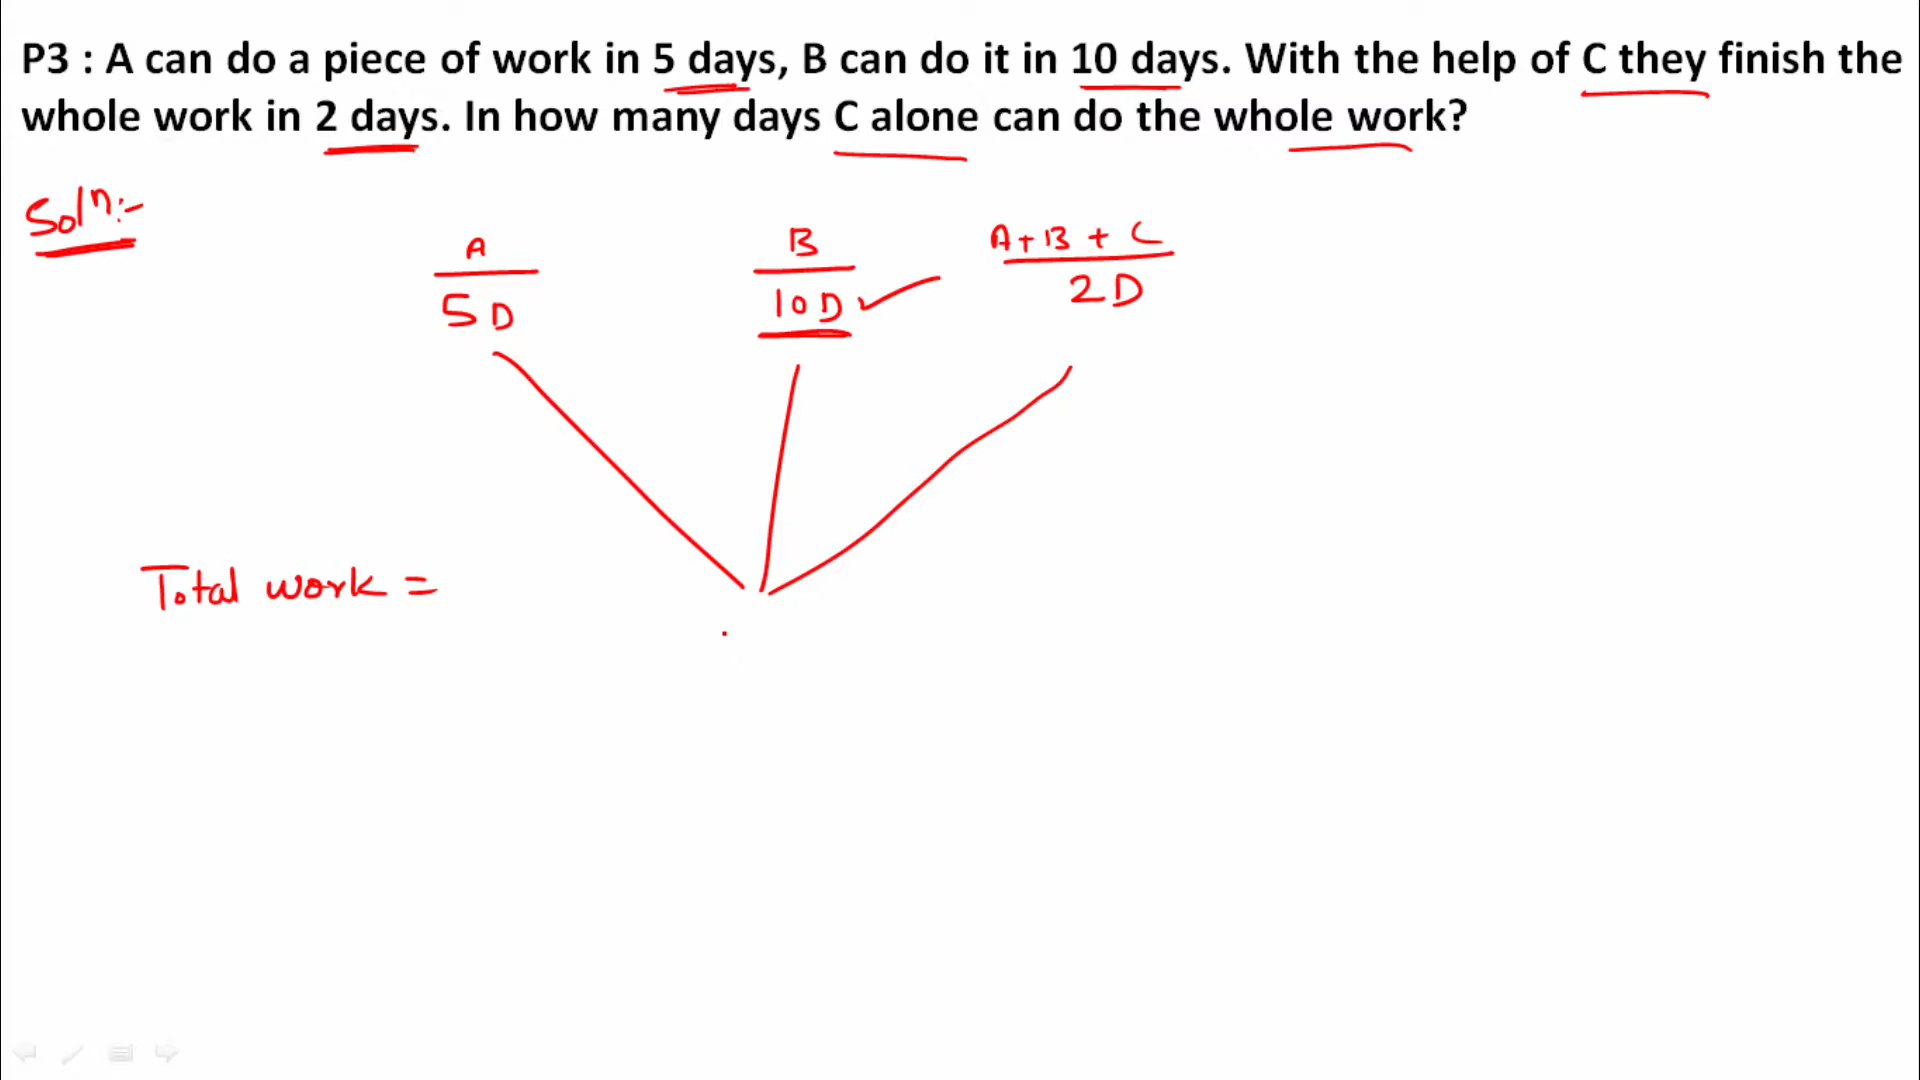 P3 : A can do a piece of work in 5 days, B can do it in 10 days. With the help of C they finish the
whole work in 2 days. In how many days C alone can do the whole work?
Soln:-
A B A+B+C
5D 10D 2D
Total work =